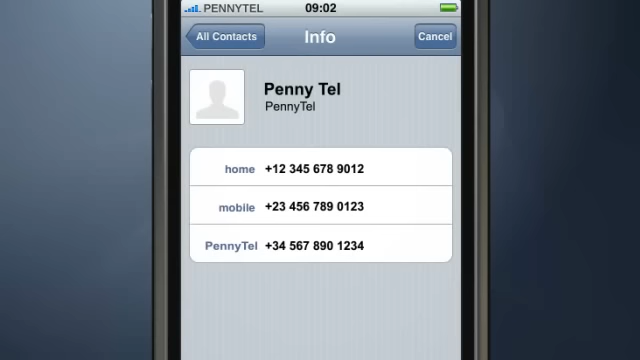 PENNYTEL 09:02
All Contacts Info Cancel
Penny Tel
PennyTel
home +12 345 678 9012
mobile +23 456 789 0123
PennyTel +34 567 890 1234